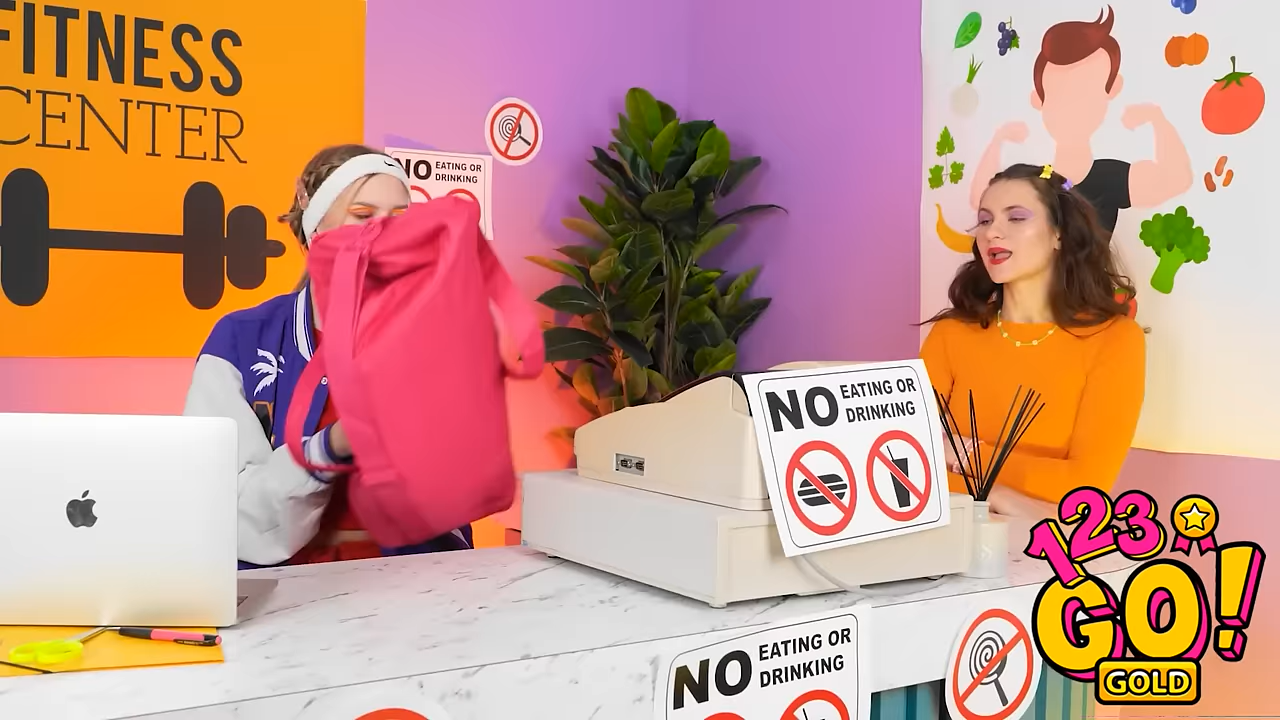 FITNESS
CENTER
NO EATING OR
DRINKING
NO EATING OR
DRINKING
NO EATING OR
DRINKING
123
GO!
GOLD